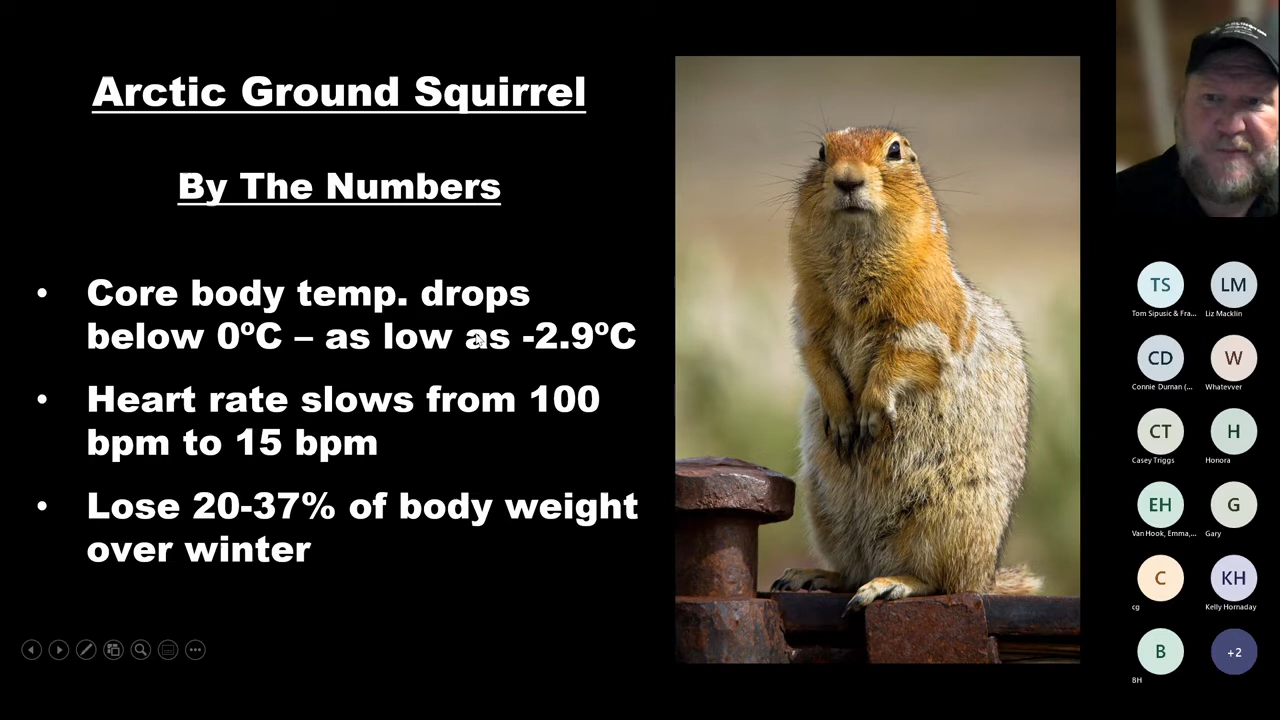 Arctic Ground Squirrel
By The Numbers
• Core body temp. drops
below 0ºC – as low as -2.9ºC
• Heart rate slows from 100
bpm to 15 bpm
• Lose 20-37% of body weight
over winter
TS
Tom Sipusic & Fra...
LM
Liz Macklin
CD
Connie Durnan (...
W
Whatevver
CT
Casey Triggs
H
Honora
EH
Van Hook, Emma,...
G
Gary
C
cg
KH
Kelly Hornaday
B
BH
+2